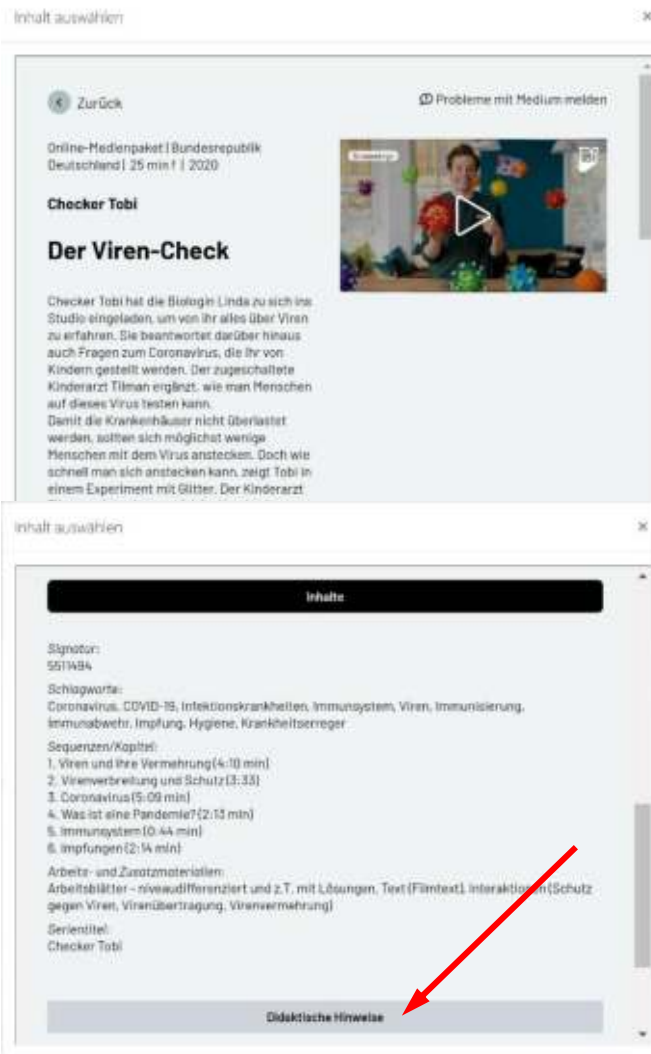 Inhalt auswählen
Zurück
Probleme mit Medium melden
Online-Medienpaket | Bundesrepublik
Deutschland | 25 min f | 2020
Checker Tobi
Der Viren-Check
Checker Tobi hat die Biologin Linda zu sich ins
Studio eingeladen, um von ihr alles über Viren
zu erfahren. Sie beantwortet darüber hinaus
auch Fragen zum Coronavirus, die ihr von
Kindern gestellt werden. Der zugeschaltete
Kinderarzt Tilman ergänzt, wie man Menschen
auf dieses Virus testen kann.
Damit die Krankenhäuser nicht überlastet
werden, sollten sich möglichst wenige
Menschen mit dem Virus anstecken. Doch wie
schnell man sich anstecken kann, zeigt Tobi in
einem Experiment mit Glitter. Der Kinderarzt
Inhalt auswählen
Inhalte
Signatur:
5511494
Schlagworte:
Coronavirus, COVID-19, Infektionskrankheiten, Immunsystem, Viren, Immunisierung,
Immunabwehr, Impfung, Hygiene, Krankheitserreger
Sequenzen/Kapitel:
1. Viren und ihre Vermehrung (4:10 min)
2. Virenverbreitung und Schutz (3:33)
3. Coronavirus (5:09 min)
4. Was ist eine Pandemie? (2:13 min)
5. Immunsystem (0:44 min)
6. Impfungen (2:14 min)
Arbeits- und Zusatzmaterialien:
Arbeitsblätter - niveaudifferenziert und z.T. mit Lösungen, Text (Filmtext), Interaktionen (Schutz
gegen Viren, Virenübertragung, Virenvermehrung)
Serientitel:
Checker Tobi
Didaktische Hinweise